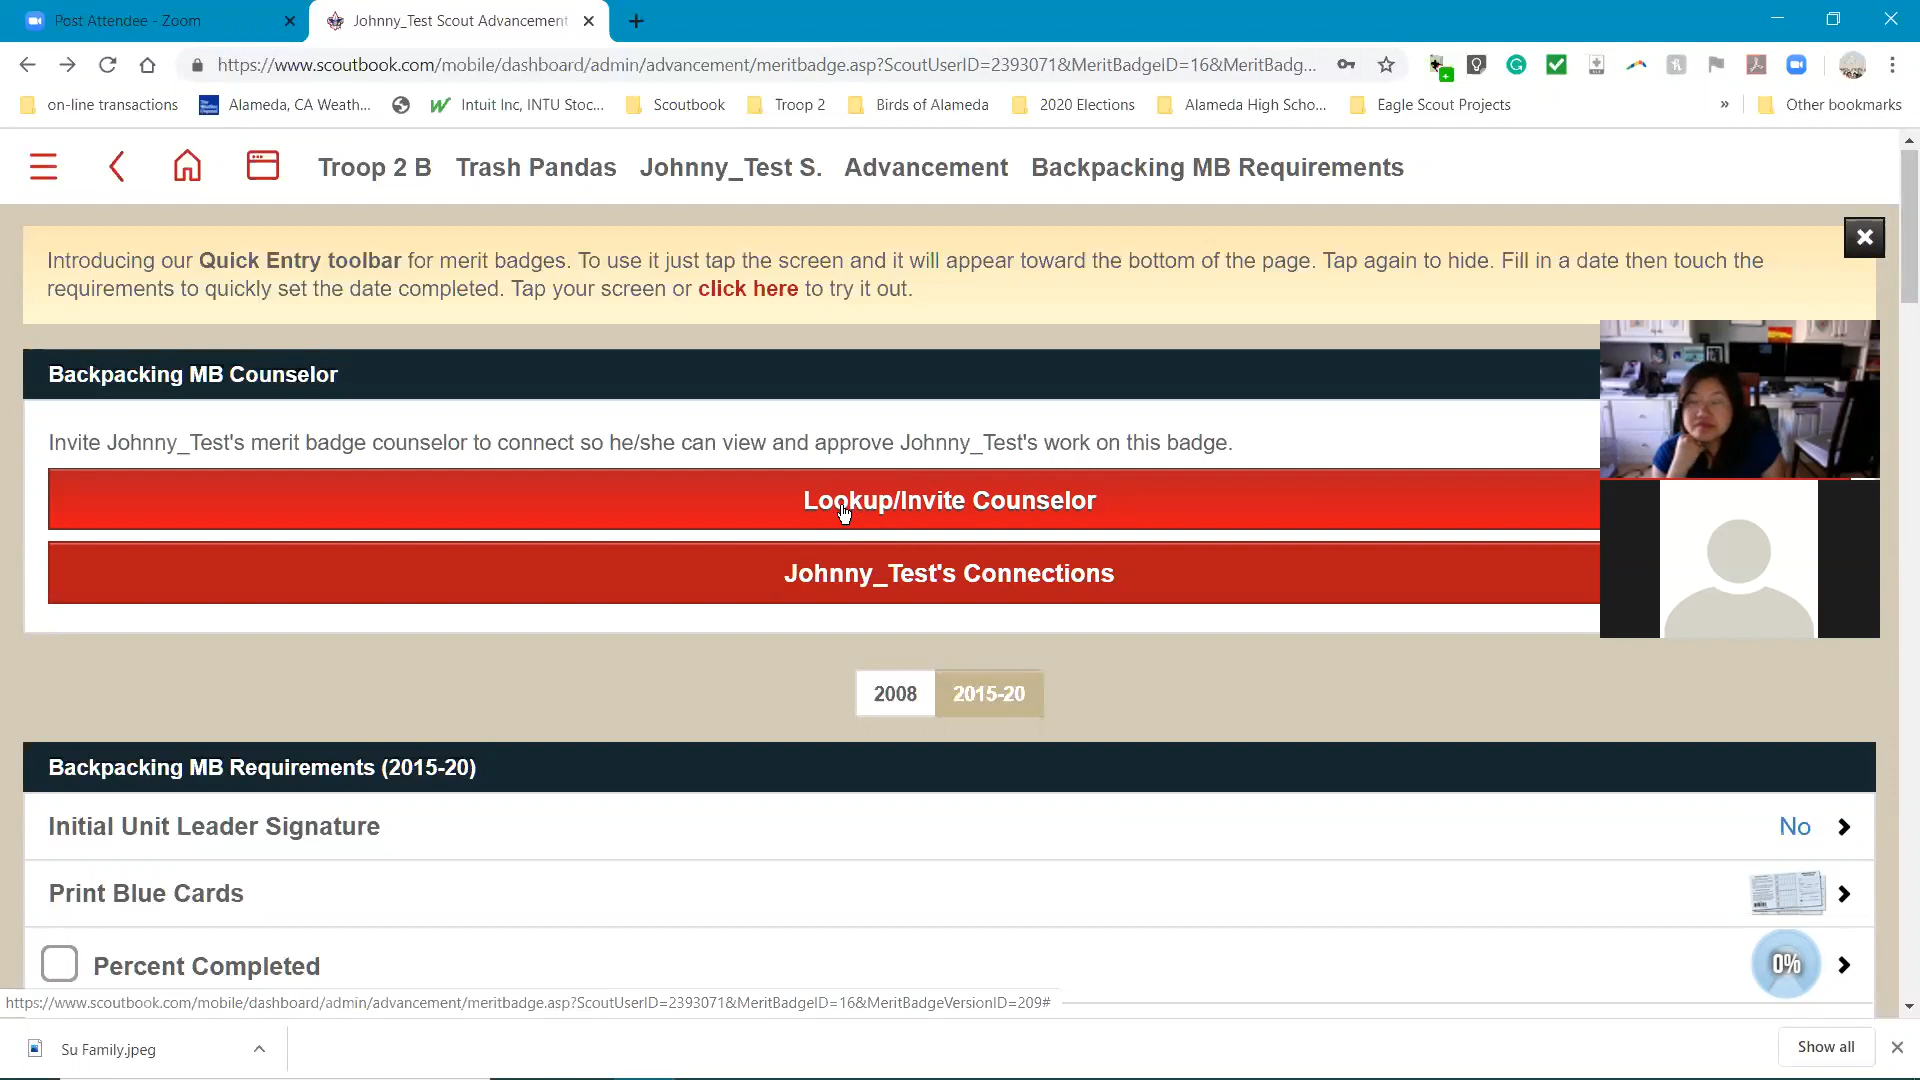 Post Attendee - Zoom
Johnny_Test Scout Advancement
https://www.scoutbook.com/mobile/dashboard/admin/advancement/meritbadge.asp?ScoutUserID=2393071&MeritBadgeID=16&MeritBadg...
on-line transactions
Alameda, CA Weath...
Intuit Inc, INTU Stoc...
Scoutbook
Troop 2
Birds of Alameda
2020 Elections
Alameda High Scho...
Eagle Scout Projects
»
Other bookmarks
Troop 2 B Trash Pandas Johnny_Test S. Advancement Backpacking MB Requirements
Introducing our Quick Entry toolbar for merit badges. To use it just tap the screen and it will appear toward the bottom of the page. Tap again to hide. Fill in a date then touch the
requirements to quickly set the date completed. Tap your screen or click here to try it out.
Backpacking MB Counselor
Invite Johnny_Test's merit badge counselor to connect so he/she can view and approve Johnny_Test's work on this badge.
Lookup/Invite Counselor
Johnny_Test's Connections
2008 2015-20
Backpacking MB Requirements (2015-20)
Initial Unit Leader Signature No
Print Blue Cards
Percent Completed 0%
https://www.scoutbook.com/mobile/dashboard/admin/advancement/meritbadge.asp?ScoutUserID=2393071&MeritBadgeID=16&MeritBadgeVersionID=209#
Su Family.jpeg
Show all